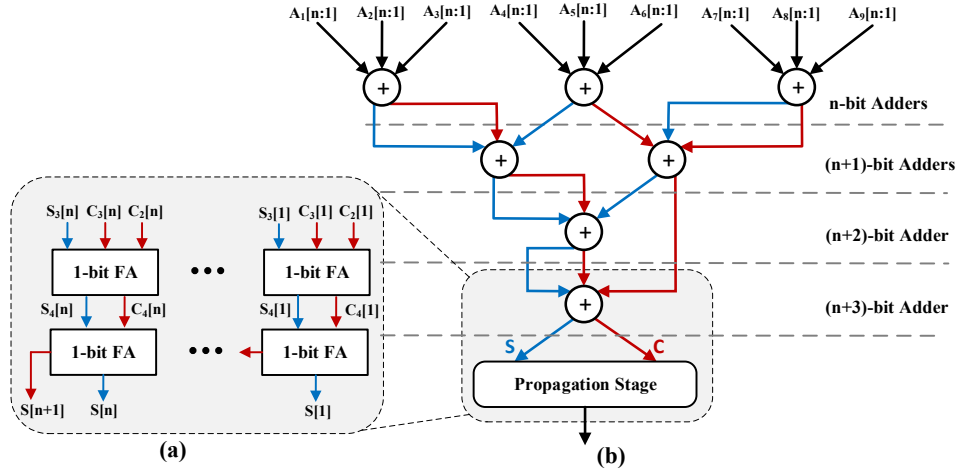 A1[n:1] A2[n:1] A3[n:1] A4[n:1] A5[n:1] A6[n:1] A7[n:1] A8[n:1] A9[n:1]
+ + +
n-bit Adders
+ +
(n+1)-bit Adders
+
(n+2)-bit Adder
+
(n+3)-bit Adder
S C
Propagation Stage
(b)
S3[n] C3[n] C2[n] S3[1] C3[1] C2[1]
1-bit FA ••• 1-bit FA
S4[n] C4[n] S4[1] C4[1]
1-bit FA ••• 1-bit FA
S[n+1] S[n] S[1]
(a)